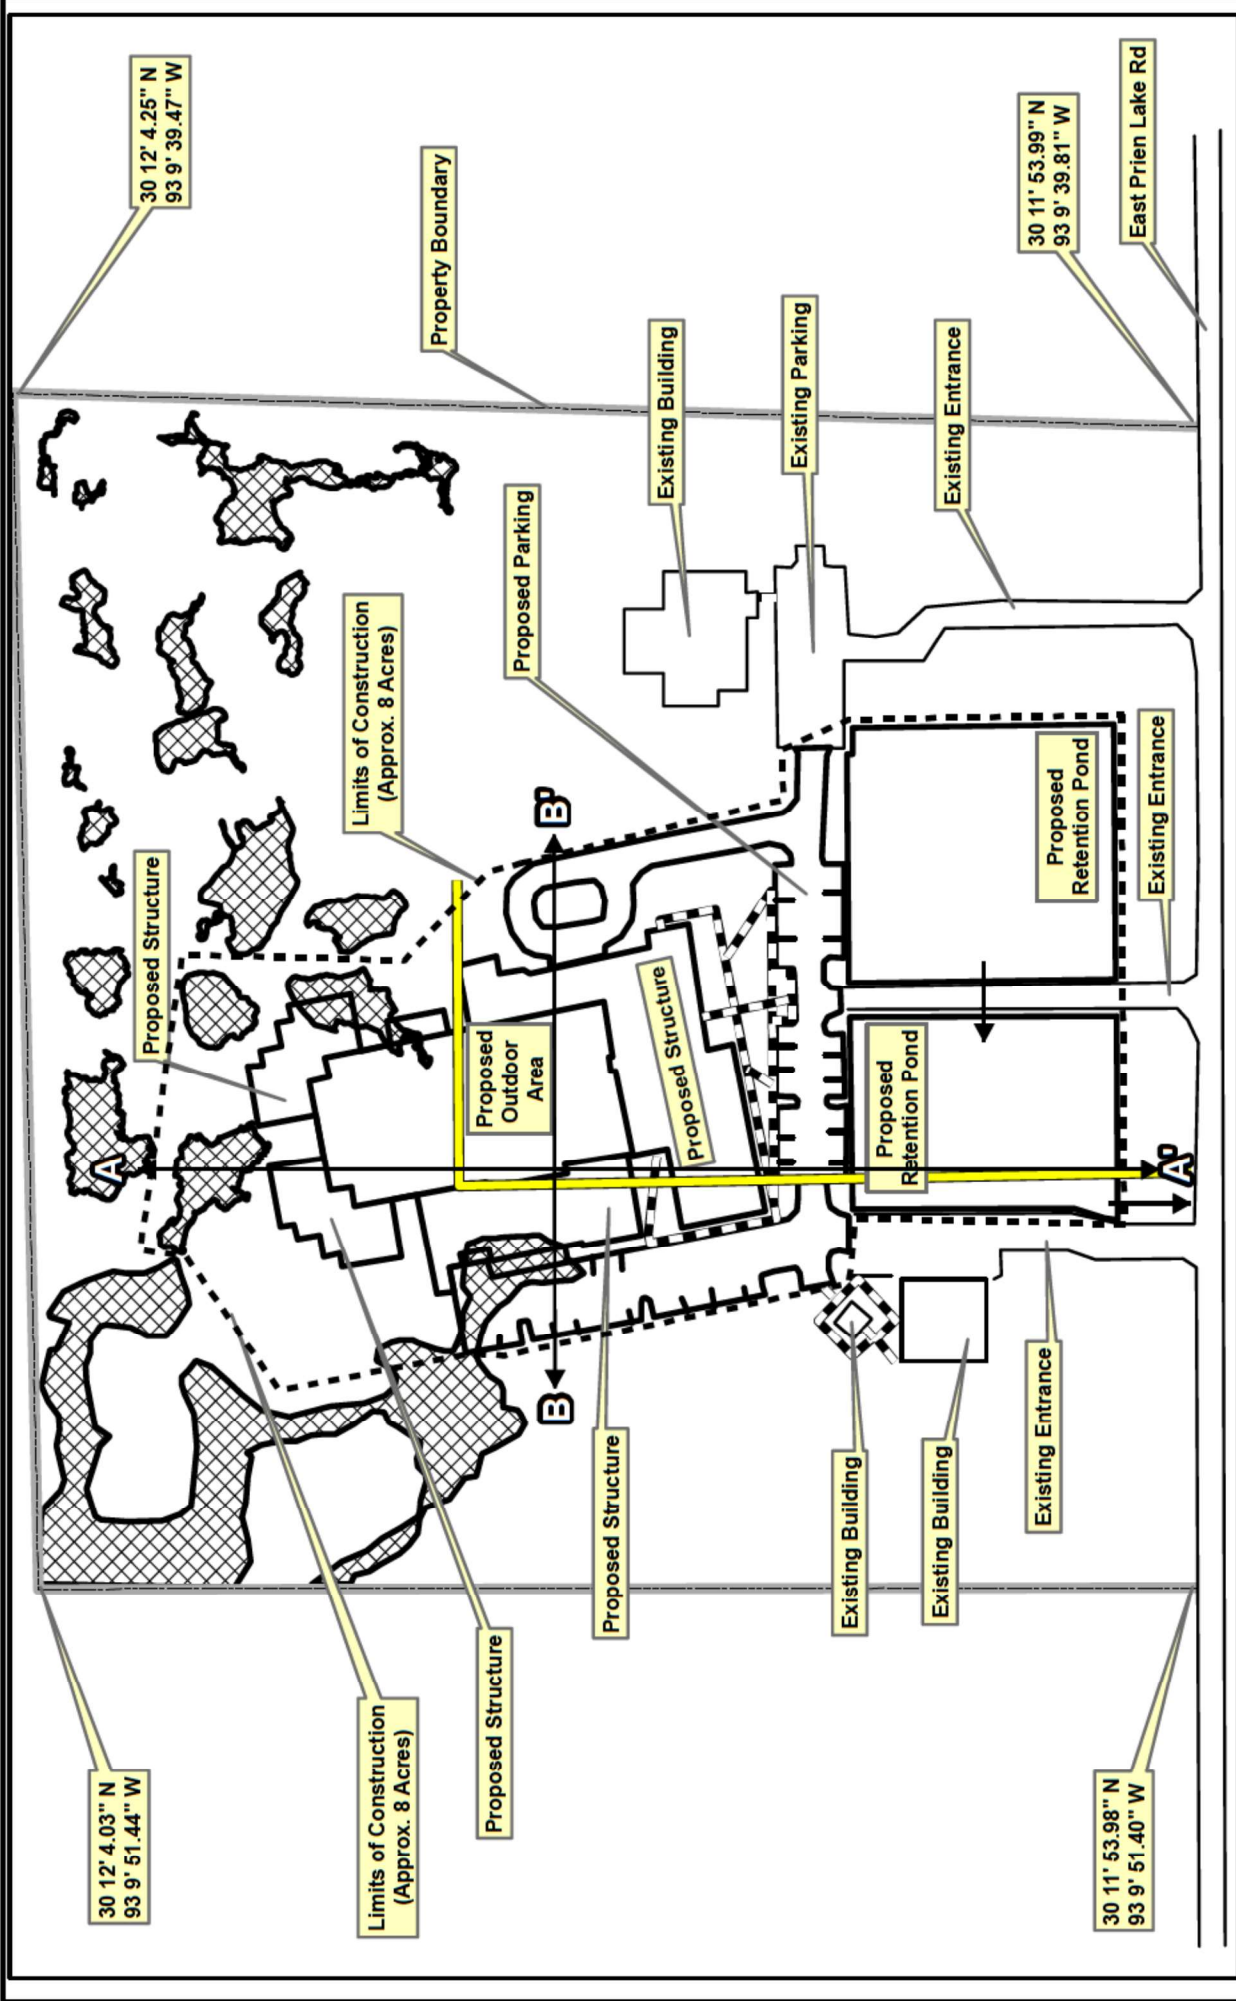 30 12' 4.03" N
93 9' 51.44" W
30 12' 4.25" N
93 9' 39.47" W
A
Proposed Structure
Limits of Construction
(Approx. 8 Acres)
Limits of Construction
(Approx. 8 Acres)
Property Boundary
Proposed Structure
Proposed
Outdoor
Area
Proposed Parking
B
B'
Proposed Structure
Proposed Structure
Existing Building
Existing Parking
Existing Building
Proposed
Retention Pond
Existing Building
Existing Entrance
Existing Entrance
Proposed
Retention Pond
30 11' 53.99" N
93 9' 39.81" W
30 11' 53.98" N
93 9' 51.40" W
East Prien Lake Rd
Existing Entrance
A'